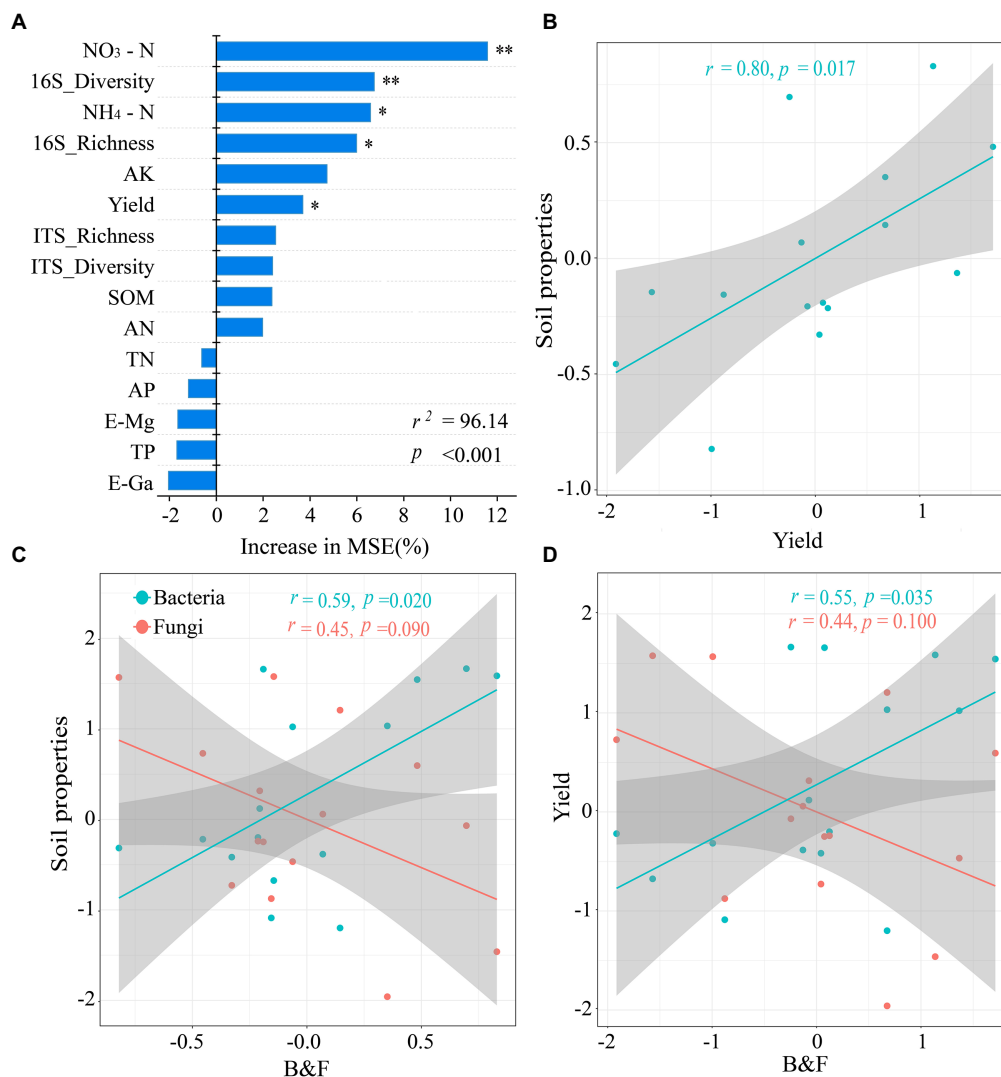 A
NO₃ - N
**
16S_Diversity
**
NH₄ - N
*
16S_Richness
*
AK
Yield
*
ITS_Richness
ITS_Diversity
SOM
AN
TN
AP
E-Mg
TP
E-Ga
r ² = 96.14
p <0.001
-2 0 2 4 6 8 10 12
Increase in MSE(%)
B
r = 0.80, p = 0.017
0.5
0.0
-0.5
-1.0
Soil properties
-2 -1 0 1
Yield
C
Bacteria
Fungi
r = 0.59, p =0.020
r = 0.45, p =0.090
2
1
0
-1
-2
Soil properties
-0.5 -0.0 0.5
B&F
D
r = 0.55, p =0.035
r = 0.44, p =0.100
2
1
0
-1
-2
Yield
-2 -1 0 1
B&F